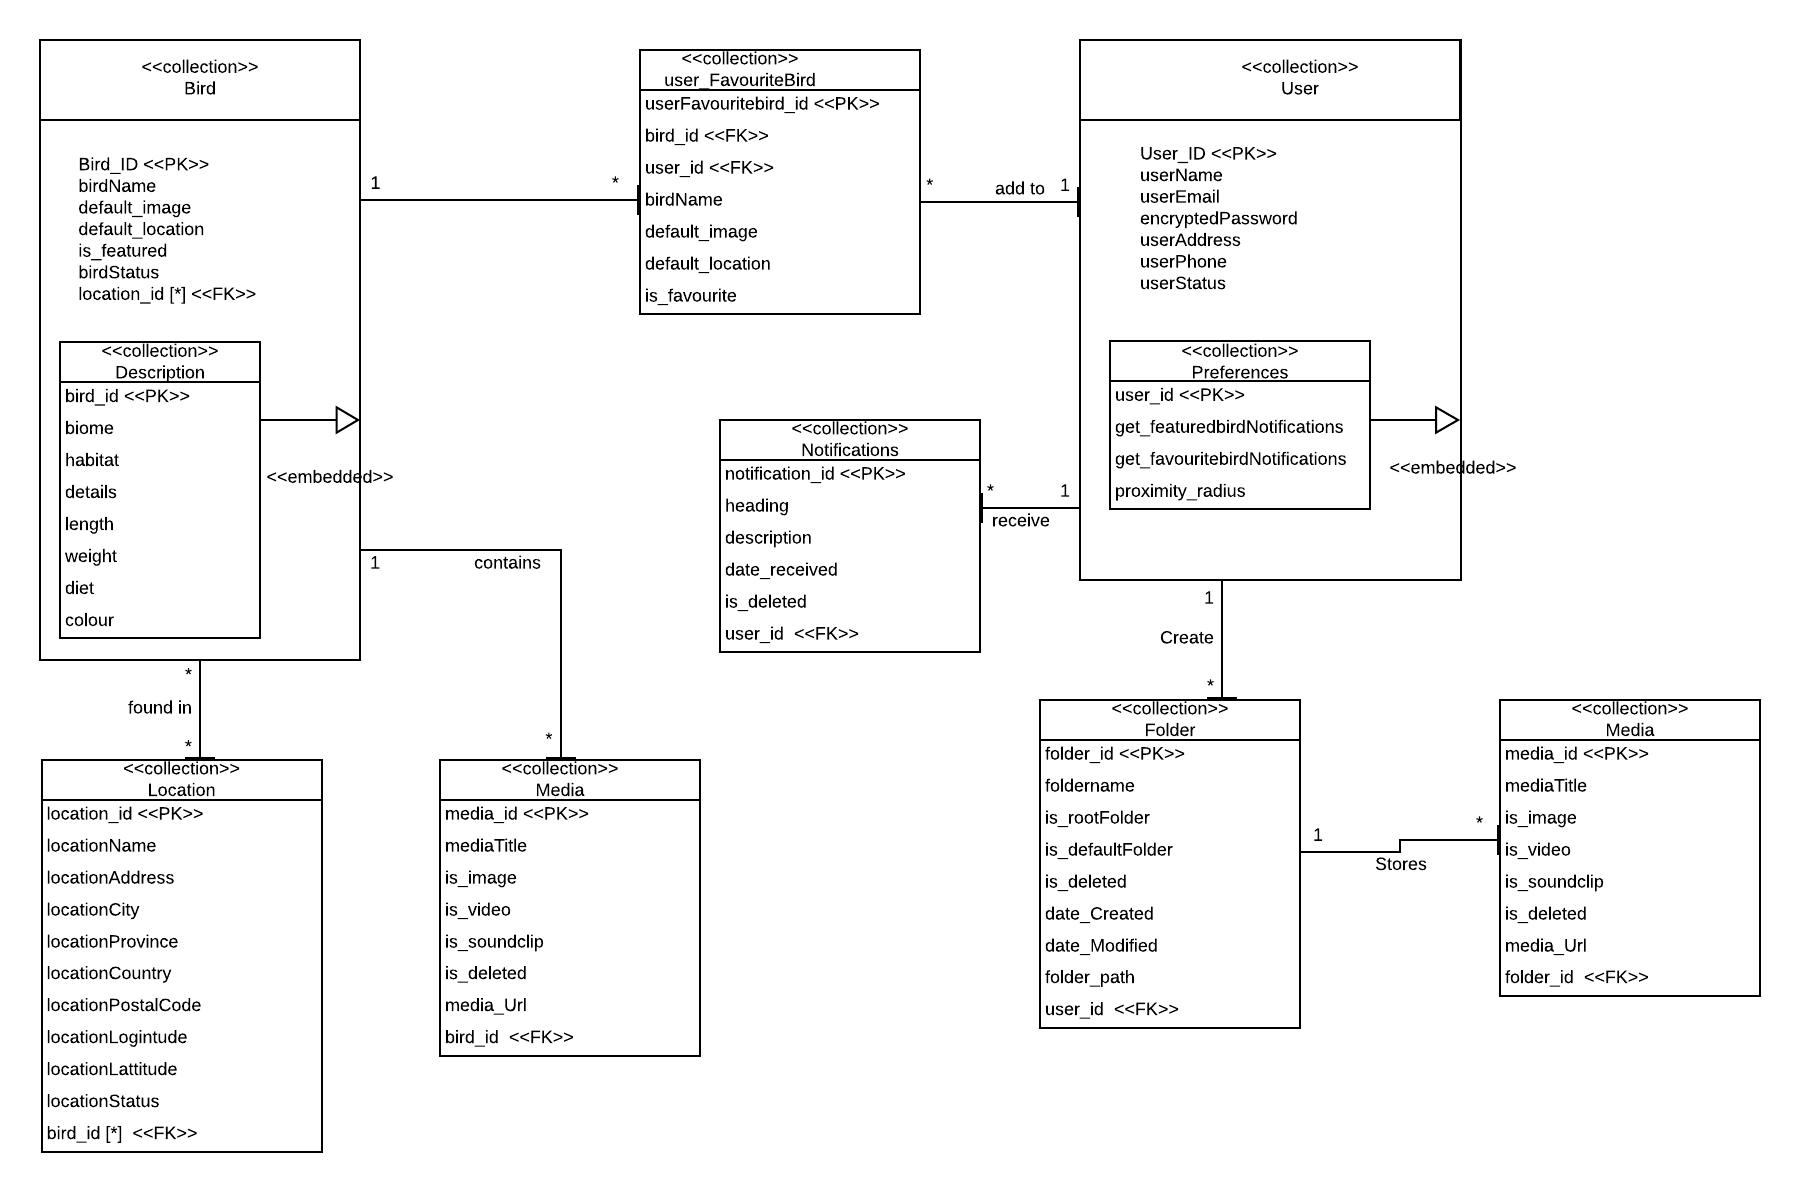 <<collection>>
Bird
Bird_ID <<PK>>
birdName
default_image
default_location
is_featured
birdStatus
location_id [*] <<FK>>
<<collection>>
Description
bird_id <<PK>>
biome
habitat
details
length
weight
diet
colour
<<embedded>>
1
*
<<collection>>
user_FavouriteBird
userFavouritebird_id <<PK>>
bird_id <<FK>>
user_id <<FK>>
birdName
default_image
default_location
is_favourite
*
add to
1
<<collection>>
User
User_ID <<PK>>
userName
userEmail
encryptedPassword
userAddress
userPhone
userStatus
<<collection>>
Preferences
user_id <<PK>>
get_featuredbirdNotifications
get_favouritebirdNotifications
proximity_radius
<<embedded>>
<<collection>>
Notifications
notification_id <<PK>>
heading
description
date_received
is_deleted
user_id <<FK>>
*
1
receive
1
contains
*
*
found in
*
<<collection>>
Location
location_id <<PK>>
locationName
locationAddress
locationCity
locationProvince
locationCountry
locationPostalCode
locationLogintude
locationLattitude
locationStatus
bird_id [*] <<FK>>
<<collection>>
Media
media_id <<PK>>
mediaTitle
is_image
is_video
is_soundclip
is_deleted
media_Url
bird_id <<FK>>
1
Create
*
<<collection>>
Folder
folder_id <<PK>>
foldername
is_rootFolder
is_defaultFolder
is_deleted
date_Created
date_Modified
folder_path
user_id <<FK>>
1
*
Stores
<<collection>>
Media
media_id <<PK>>
mediaTitle
is_image
is_video
is_soundclip
is_deleted
media_Url
folder_id <<FK>>